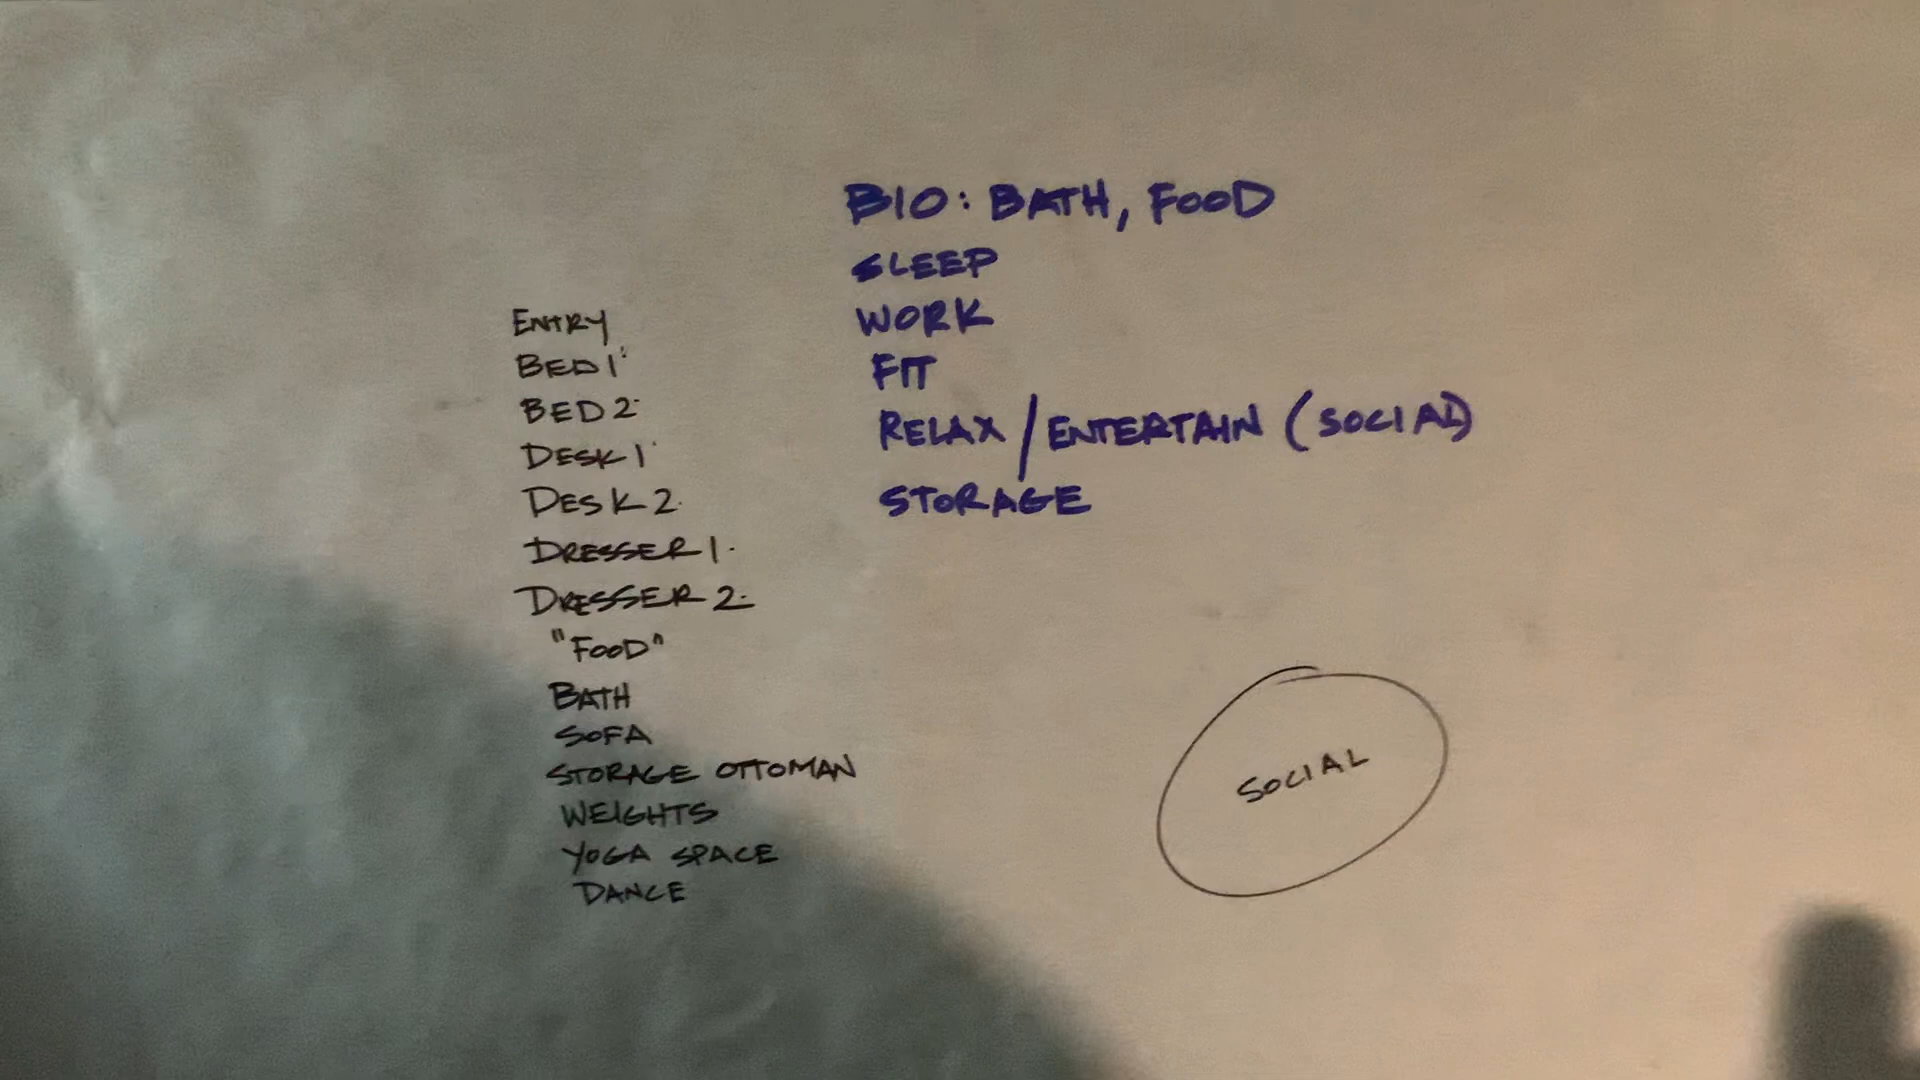 BIO: BATH, FOOD
SLEEP
WORK
FIT
RELAX / ENTERTAIN (SOCIAL)
STORAGE
ENTRY
BED 1
BED 2
DESK 1
DESK 2
DRESSER 1
DRESSER 2
"FOOD"
BATH
SOFA
STORAGE OTTOMAN
WEIGHTS
YOGA SPACE
DANCE
SOCIAL